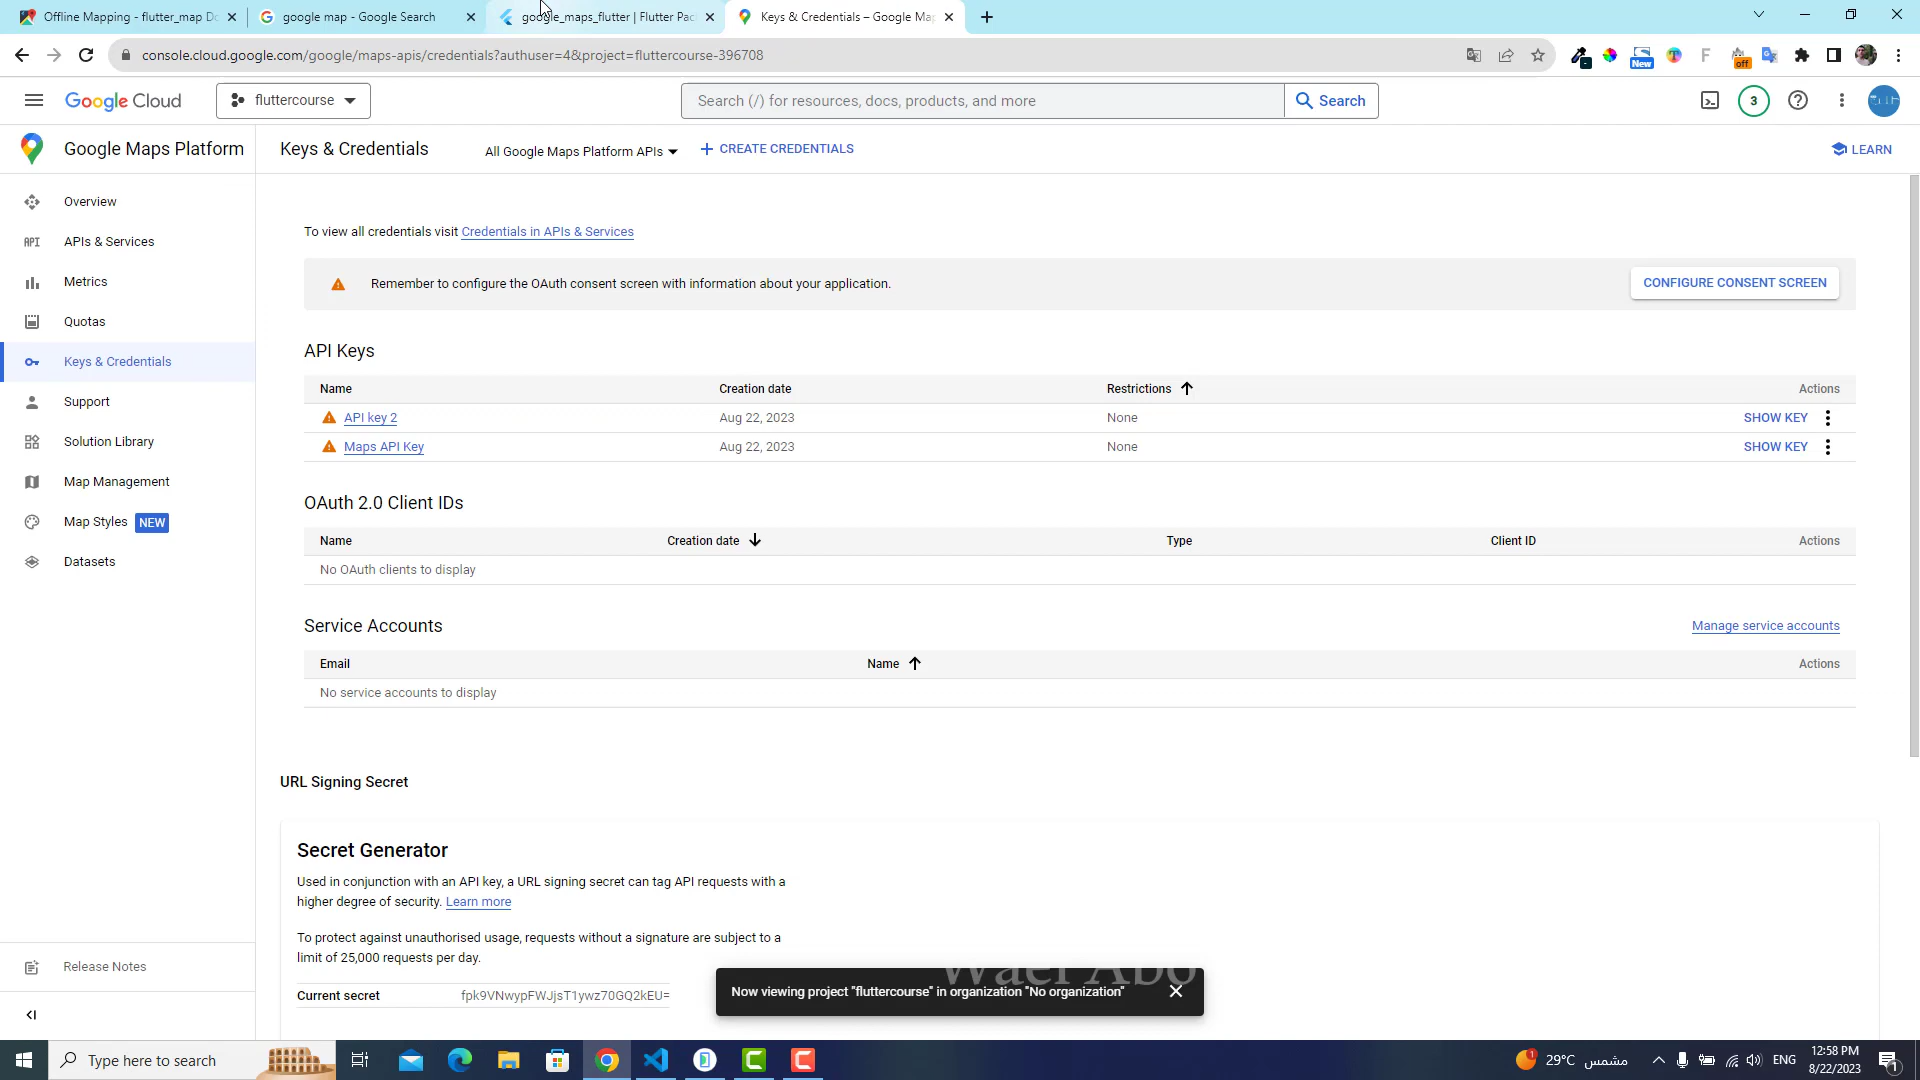 Offline Mapping - flutter_map Do
google map - Google Search
google_maps_flutter | Flutter Pac
Keys & Credentials – Google Map
console.cloud.google.com/google/maps-apis/credentials?authuser=4&project=fluttercourse-396708
New
off
Google Cloud
fluttercourse
Search (/) for resources, docs, products, and more
Search
3
Google Maps Platform
Keys & Credentials
All Google Maps Platform APIs
CREATE CREDENTIALS
LEARN
Overview
API
APIs & Services
Metrics
Quotas
Keys & Credentials
Support
Solution Library
Map Management
Map Styles
NEW
Datasets
Release Notes
To view all credentials visit Credentials in APIs & Services
Remember to configure the OAuth consent screen with information about your application.
CONFIGURE CONSENT SCREEN
API Keys
Name Creation date Restrictions Actions
API key 2 Aug 22, 2023 None SHOW KEY
Maps API Key Aug 22, 2023 None SHOW KEY
OAuth 2.0 Client IDs
Name Creation date Type Client ID Actions
No OAuth clients to display
Service Accounts
Manage service accounts
Email Name Actions
No service accounts to display
URL Signing Secret
Secret Generator
Used in conjunction with an API key, a URL signing secret can tag API requests with a
higher degree of security. Learn more
To protect against unauthorised usage, requests without a signature are subject to a
limit of 25,000 requests per day.
Current secret fpk9VNwypFWJjsT1ywz70GQ2kEU=
Wael Abo
Now viewing project "fluttercourse" in organization "No organization"
Type here to search
1
29°C مشمس
ENG
12:58 PM
8/22/2023
1